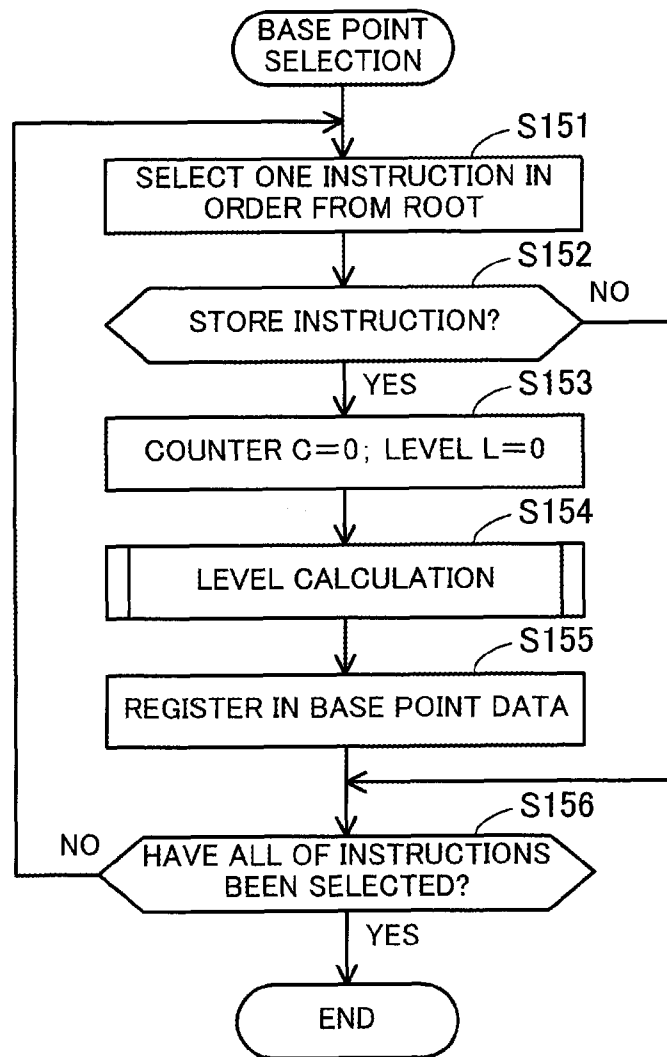 BASE POINT
SELECTION
S151
SELECT ONE INSTRUCTION IN
ORDER FROM ROOT
S152
STORE INSTRUCTION?
NO
YES
S153
COUNTER C=0; LEVEL L=0
S154
LEVEL CALCULATION
S155
REGISTER IN BASE POINT DATA
S156
NO
HAVE ALL OF INSTRUCTIONS
BEEN SELECTED?
YES
END